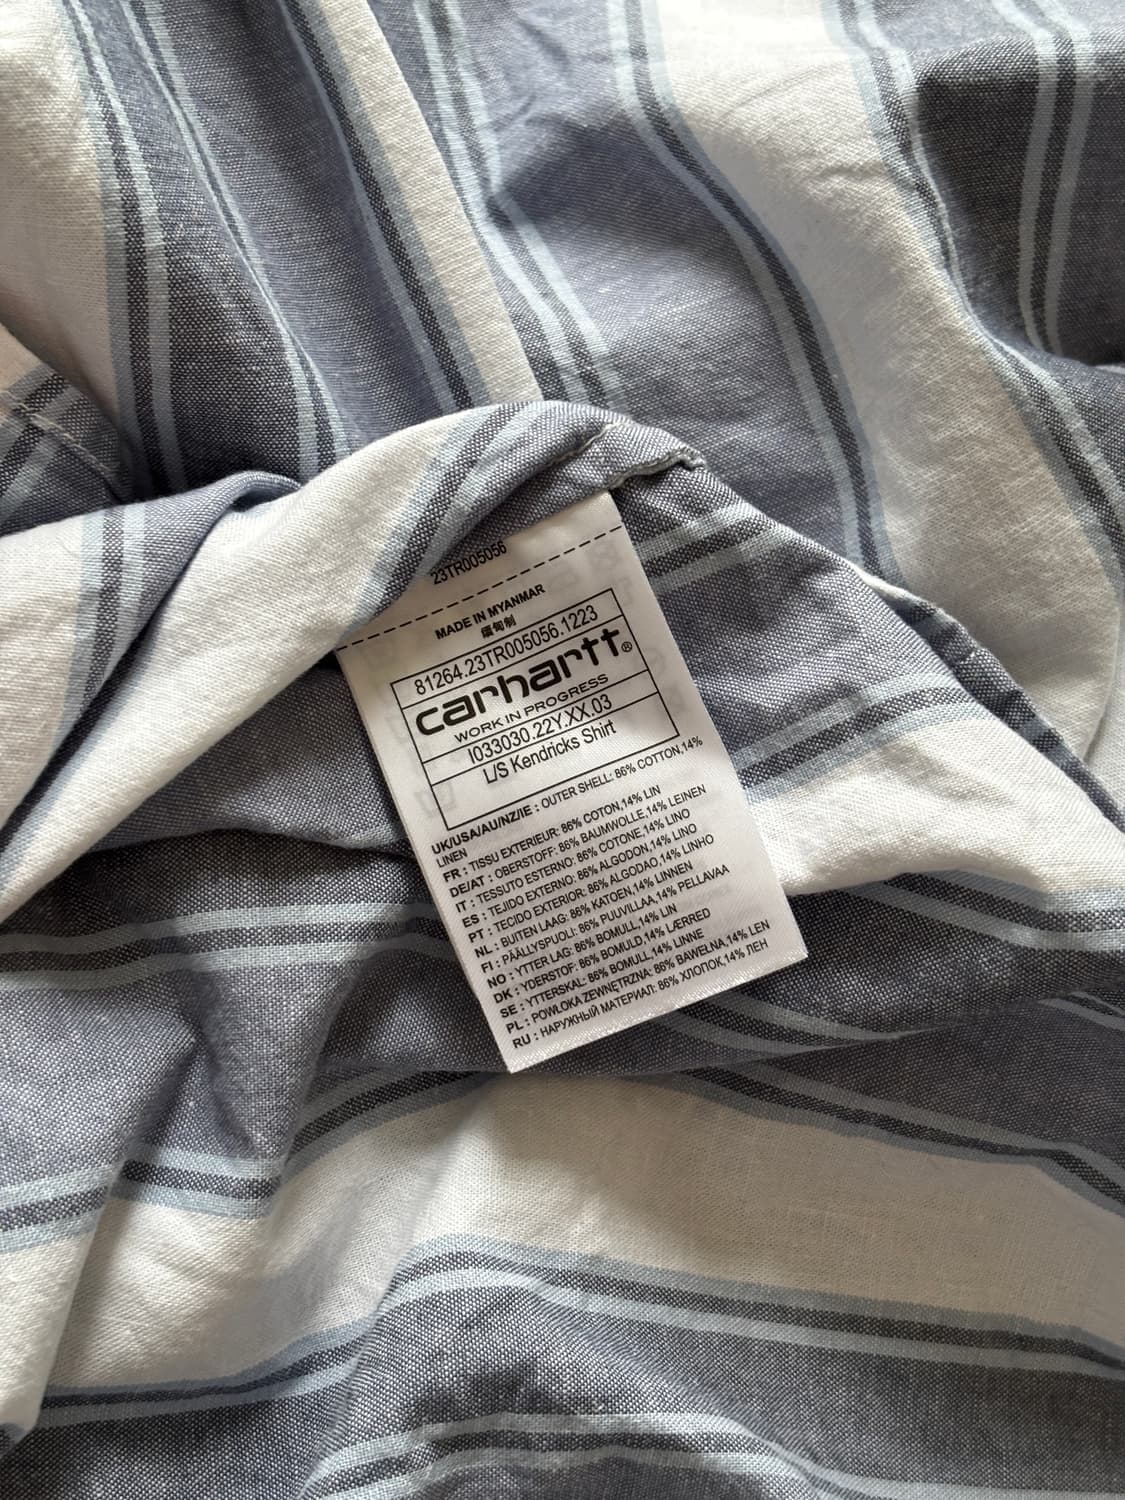 23TR005056
MADE IN MYANMAR
缅甸制
81264.23TR005056.1223
carhartt®
WORK IN PROGRESS
I033030.22Y.XX.03
L/S Kendricks Shirt
UK/USA/AU/NZ/IE : OUTER SHELL: 86% COTTON,14%
LINEN
FR : TISSU EXTERIEUR: 86% COTON,14% LIN
DE/AT : OBERSTOFF: 86% BAUMWOLLE,14% LEINEN
IT : TESSUTO ESTERNO: 86% COTONE,14% LINO
ES : TEJIDO EXTERNO: 86% ALGODON,14% LINO
PT : TECIDO EXTERIOR: 86% ALGODAO,14% LINHO
NL : BUITEN LAAG: 86% KATOEN,14% LINNEN
FI : PÄÄLLYSPUOLI: 86% PUUVILLAA,14% PELLAVAA
NO : YTTER LAG: 86% BOMULL,14% LIN
DK : YDERSTOF: 86% BOMULD,14% LÆRRED
SE : YTTERSKAL: 86% BOMULL,14% LINNE
PL : POWLOKA ZEWNĘTRZNA: 86% BAWELNA,14% LEN
RU : НАРУЖНЫЙ МАТЕРИАЛ: 86% ХЛОПОК,14% ЛЕН